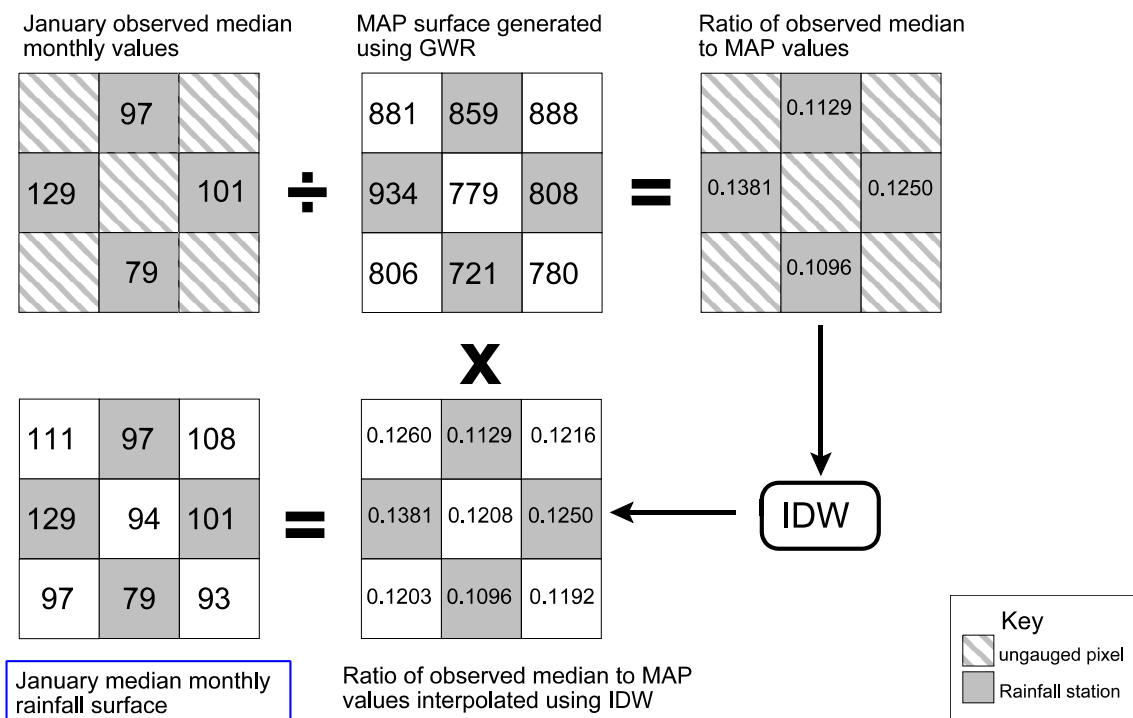 January observed median
monthly values
MAP surface generated
using GWR
Ratio of observed median
to MAP values
97
129 101
79
÷
881 859 888
934 779 808
806 721 780
=
0.1129
0.1381 0.1250
0.1096
X
111 97 108
129 94 101
97 79 93
=
0.1260 0.1129 0.1216
0.1381 0.1208 0.1250
0.1203 0.1096 0.1192
IDW
January median monthly
rainfall surface
Ratio of observed median to MAP
values interpolated using IDW
Key
ungauged pixel
Rainfall station